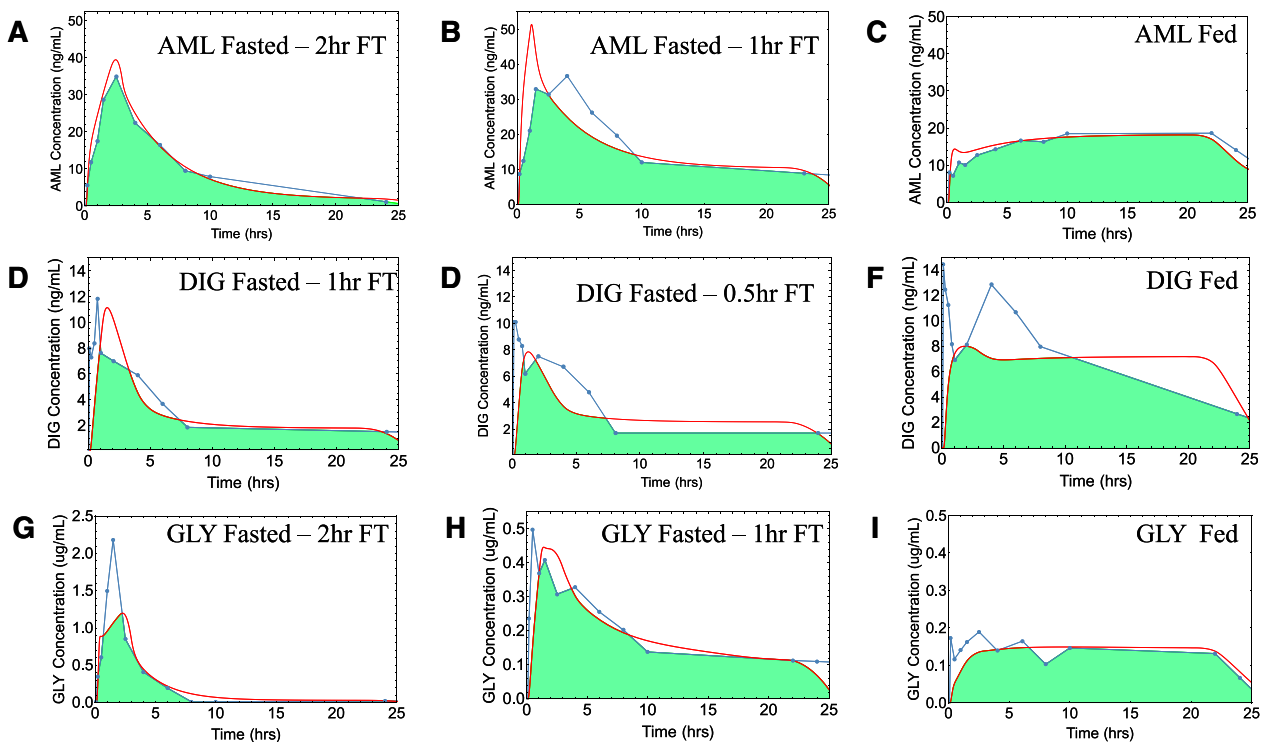 A
AML Fasted – 2hr FT
AML Concentration (ng/mL)
50
40
30
20
10
0
0 5 10 15 20 25
Time (hrs)
B
AML Fasted – 1hr FT
AML Concentration (ng/mL)
50
40
30
20
10
0
0 5 10 15 20 25
Time (hrs)
C
AML Fed
AML Concentration (ng/mL)
50
40
30
20
10
0
0 5 10 15 20 25
Time (hrs)
D
DIG Fasted – 1hr FT
DIG Concentration (ng/mL)
14
12
10
8
6
4
2
0 5 10 15 20 25
Time (hrs)
D
DIG Fasted – 0.5hr FT
DIG Concentration (ng/mL)
14
12
10
8
6
4
2
0 5 10 15 20 25
Time (hrs)
F
DIG Fed
DIG Concentration (ng/mL)
14
12
10
8
6
4
2
0
0 5 10 15 20 25
Time (hrs)
G
GLY Fasted – 2hr FT
GLY Concentration (ug/mL)
2.5
2.0
1.5
1.0
0.5
0.0
0 5 10 15 20 25
Time (hrs)
H
GLY Fasted – 1hr FT
GLY Concentration (ug/mL)
0.5
0.4
0.3
0.2
0.1
0.0
0 5 10 15 20 25
Time (hrs)
I
GLY Fed
GLY Concentration (ug/mL)
0.5
0.4
0.3
0.2
0.1
0.0
0 5 10 15 20 25
Time (hrs)